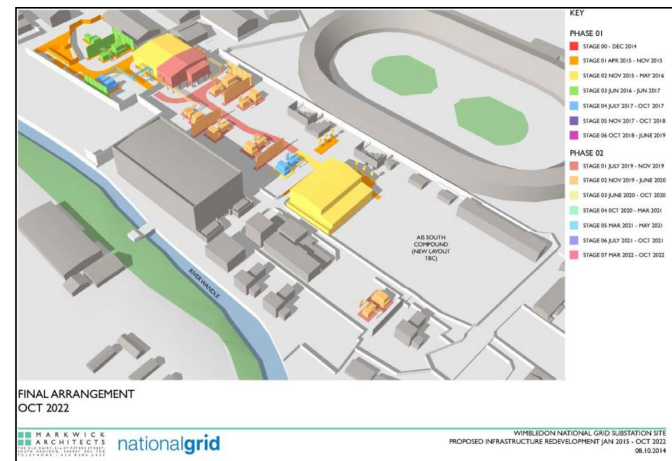 KEY
PHASE 01
STAGE 00 - DEC 2014
STAGE 01 APR 2015 - NOV 2015
STAGE 02 NOV 2015 - MAY 2016
STAGE 03 JUN 2016 - JUN 2017
STAGE 04 JULY 2017 - OCT 2017
STAGE 05 NOV 2017 - OCT 2018
STAGE 06 OCT 2018 - JUNE 2019
PHASE 02
STAGE 01 JULY 2019 - NOV 2019
STAGE 02 NOV 2019 - JUNE 2020
STAGE 03 JUNE 2020 - OCT 2020
STAGE 04 OCT 2020 - MAR 2021
STAGE 05 MAR 2021 - MAY 2021
STAGE 06 JULY 2021 - OCT 2021
STAGE 07 MAR 2022 - OCT 2022
AIS SOUTH
COMPOUND
(NEW LAYOUT
TBC)
RIVER WANDLE
FINAL ARRANGEMENT
OCT 2022
MARKWICK
ARCHITECTS
nationalgrid
WIMBLEDON NATIONAL GRID SUBSTATION SITE
PROPOSED INFRASTRUCTURE REDEVELOPMENT JAN 2015 - OCT 2022
08.10.2014